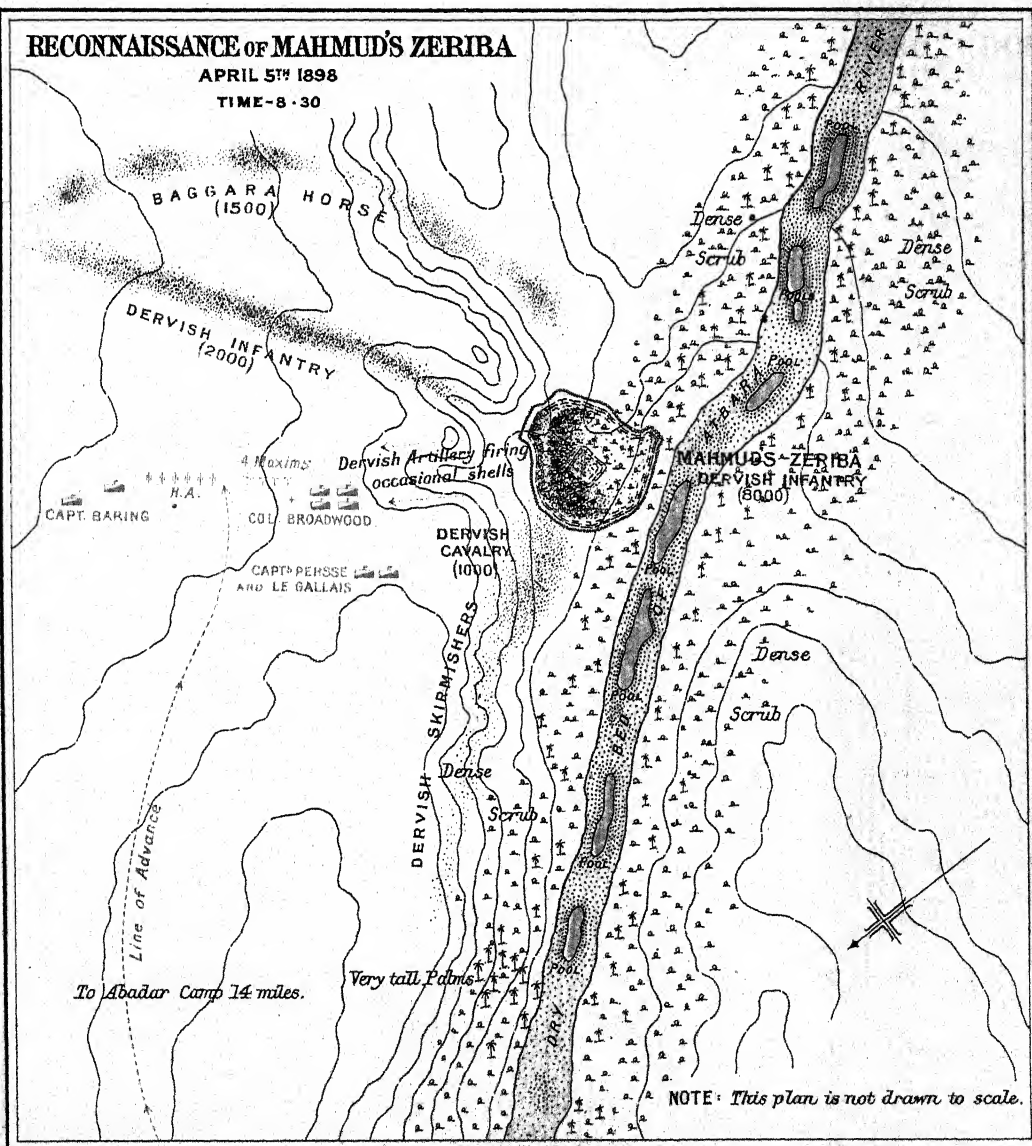 RECONNAISSANCE OF MAHMUD'S ZERIBA
APRIL 5TH 1898
TIME-8·30
RIVER
POOL
BAGGARA HORSE
(1500)
Dense
Scrub
Dense
Scrub
POOLS
DERVISH INFANTRY
(2000)
POOL
ATBARA
4 Maxims
Dervish Artillery firing
occasional shells
MAHMUDS ZERIBA
DERVISH INFANTRY
(8000)
H.A.
CAPT. BARING
COL. BROADWOOD
DERVISH
CAVALRY
(1000)
POOL
OF
CAPTS PERSSE
AND LE GALLAIS
DERVISH SKIRMISHERS
Dense
Scrub
POOL
BED
Dense
Scrub
Line of Advance
POOL
To Abadar Camp 14 miles.
Very tall Palms
POOL
DRY
NOTE: This plan is not drawn to scale.